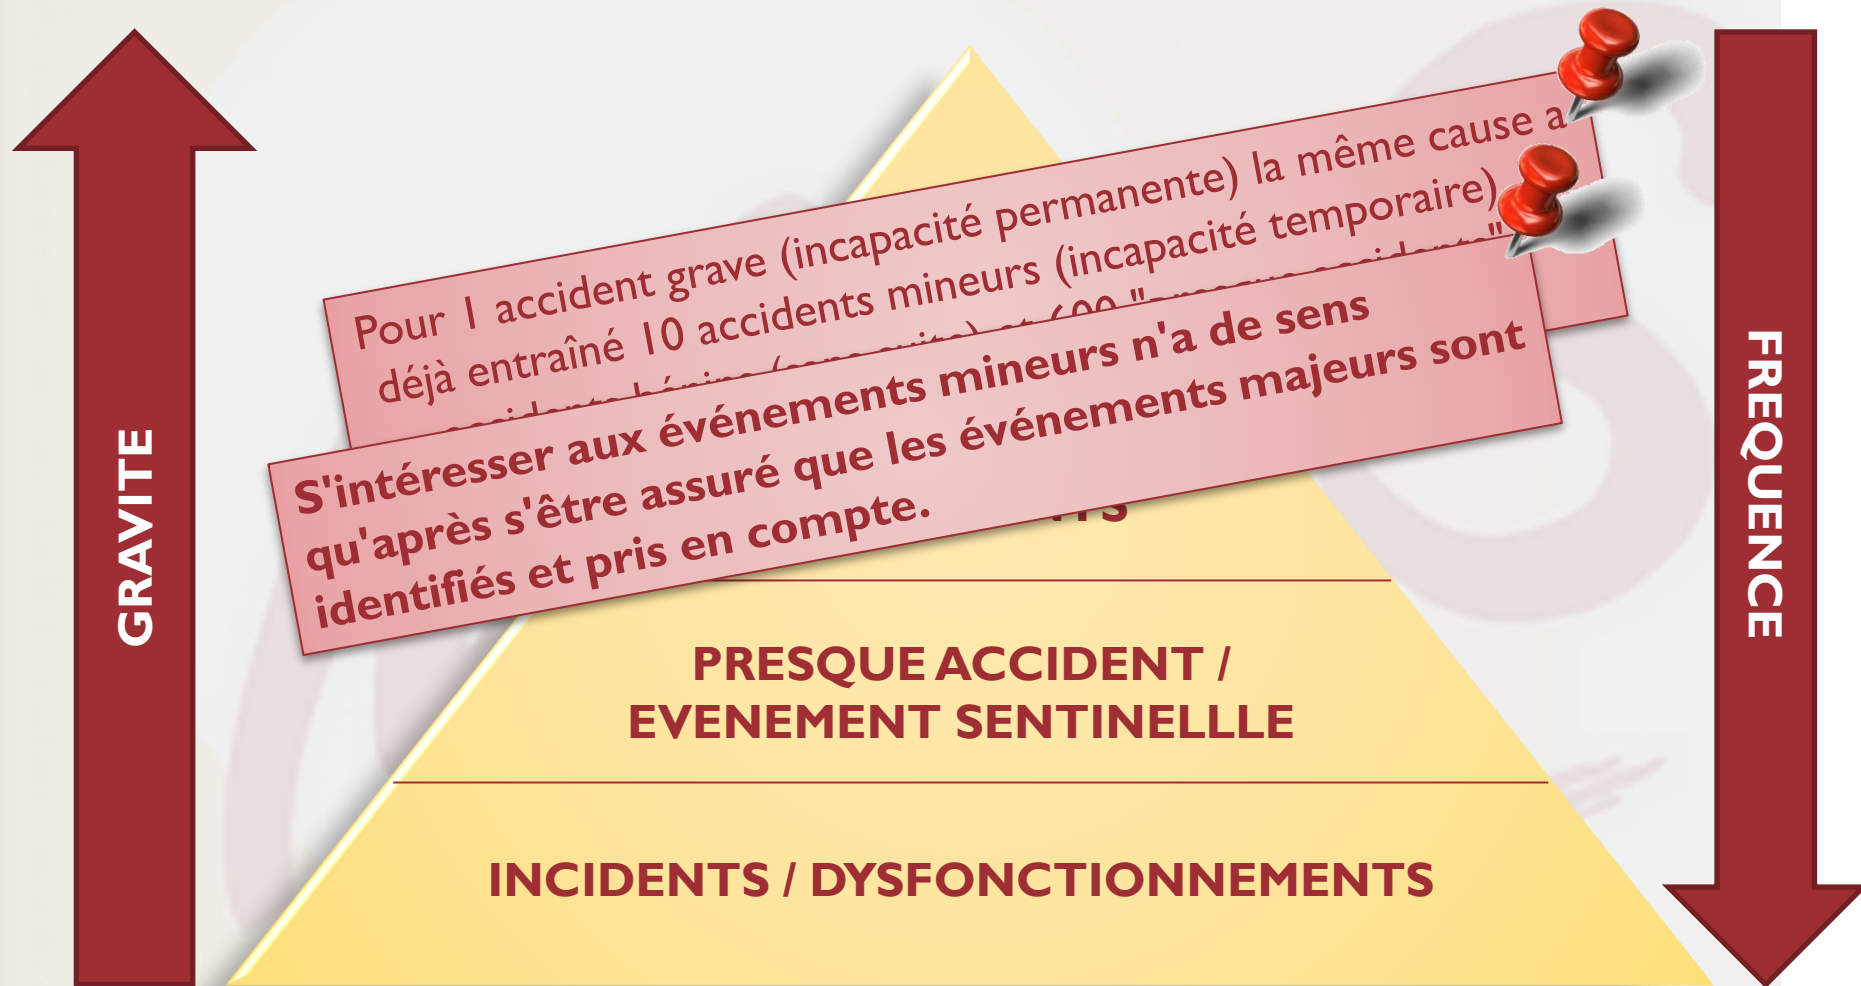 GRAVITE
Pour 1 accident grave (incapacité permanente) la même cause a
déjà entraîné 10 accidents mineurs (incapacité temporaire)
S'intéresser aux événements mineurs n'a de sens
qu'après s'être assuré que les événements majeurs sont
identifiés et pris en compte.
PRESQUE ACCIDENT /
EVENEMENT SENTINELLLE
INCIDENTS / DYSFONCTIONNEMENTS
FREQUENCE